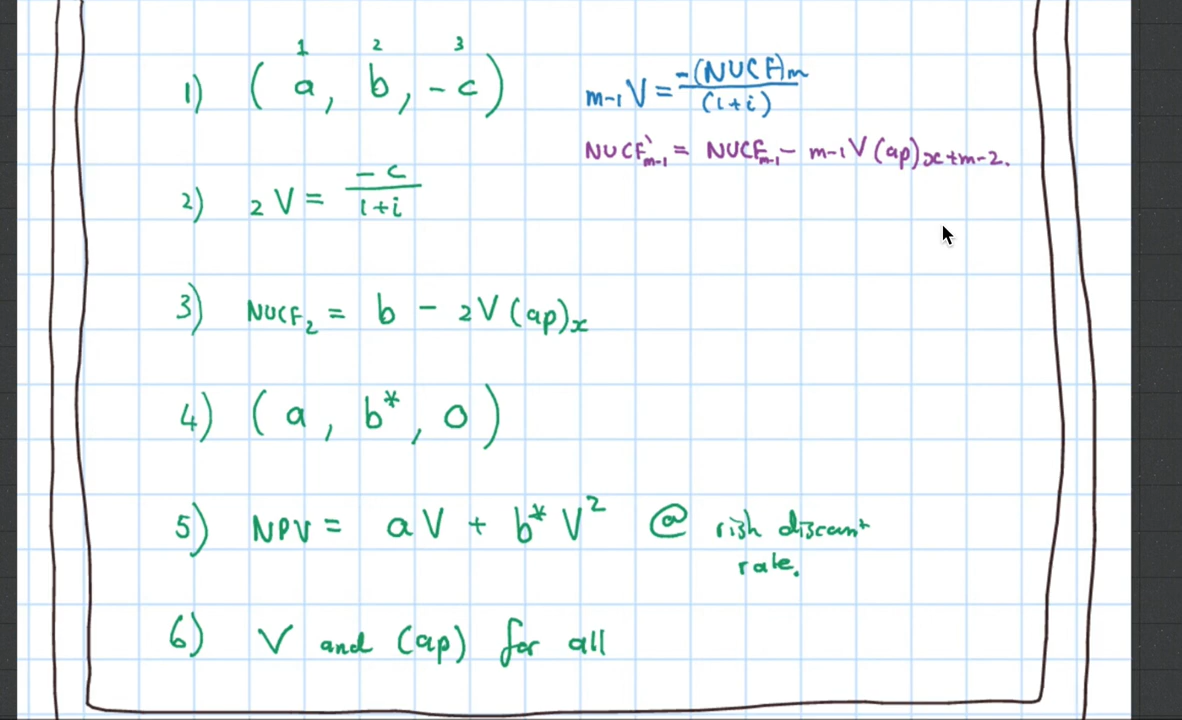 1 2 3
1) (a, b, -c)
m-1V = -(NUCF)m / (1+i)
NUCF`m-1 = NUCFm-1 - m-1V (ap)x+m-2.
2) 2V = -c / 1+i
3) NUCF2 = b - 2V (ap)x
4) (a, b*, 0)
5) NPV = aV + b*V² @ risk discount
rate.
6) V and (ap) for all